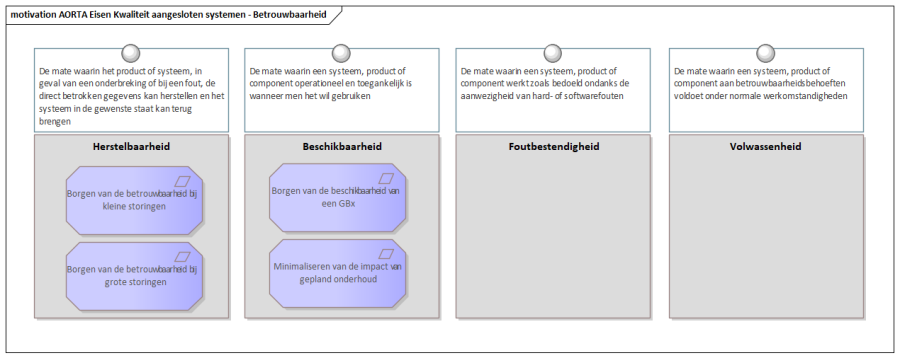 motivation AORTA Eisen Kwaliteit aangesloten systemen - Betrouwbaarheid
De mate waarin het product of systeem, in
geval van een onderbreking of bij een fout, de
direct betrokken gegevens kan herstellen en het
systeem in de gewenste staat kan terug
brengen
De mate waarin een systeem, product of
component operationeel en toegankelijk is
wanneer men het wil gebruiken
De mate waarin een systeem, product of
component werkt zoals bedoeld ondanks de
aanwezigheid van hard- of softwarefouten
De mate waarin een systeem, product of
component aan betrouwbaarheidsbehoeften
voldoet onder normale werkomstandigheden
Herstelbaarheid
Borgen van de betrouwbaarheid bij
kleine storingen
Borgen van de betrouwbaarheid bij
grote storingen
Beschikbaarheid
Borgen van de beschikbaarheid van
een GBx
Minimaliseren van de impact van
gepland onderhoud
Foutbestendigheid
Volwassenheid